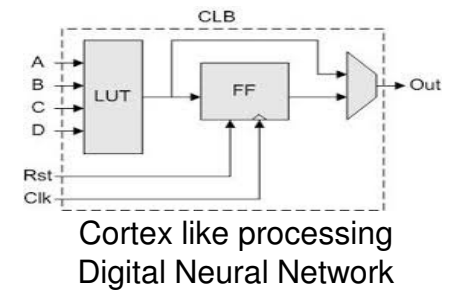 CLB
A
B
C
D
LUT
FF
Out
Rst
Clk
Cortex like processing
Digital Neural Network